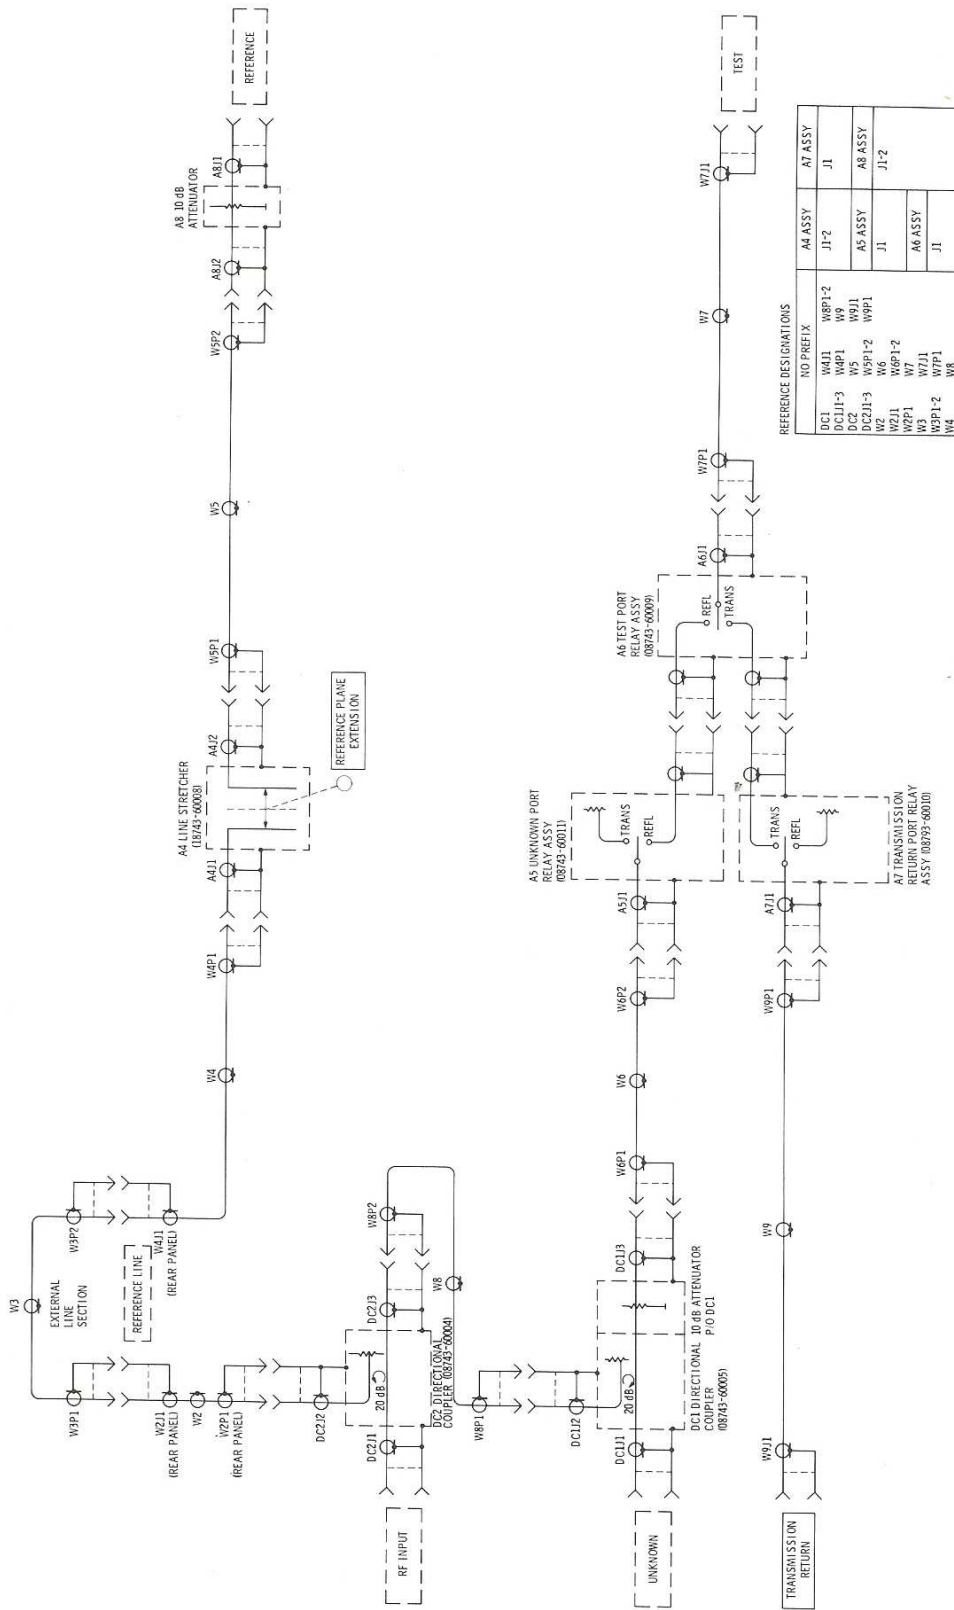 REFERENCE
A8J1
A8 10 dB
ATTENUATOR
A8J2
W5P2
W5
W5P1
A4J2
A4 LINE STRETCHER
(18743-60008)
REFERENCE PLANE
EXTENSION
A4J1
W4P1
W4
W3P2
W4J1
(REAR PANEL)
W3
EXTERNAL
LINE
SECTION
REFERENCE LINE
W3P1
W2J1
(REAR PANEL)
W2
W2P1
(REAR PANEL)
DC2J2
20 dB
DC2 DIRECTIONAL
COUPLER (08743-60004)
DC2J1
DC2J3
W8P2
W8
RF INPUT
W8P1
DC1J2
20 dB
DC1 DIRECTIONAL
COUPLER
(08743-60005)
10 dB ATTENUATOR
P/O DC1
DC1J1
DC1J3
UNKNOWN
W6P1
W6
W6P2
A5J1
A5 UNKNOWN PORT
RELAY ASSY
(08743-60011)
TRANS
REFL
A6 TEST PORT
RELAY ASSY
(08743-60009)
REFL
TRANS
A6J1
W7P1
W7
W7J1
TEST
TRANSMISSION
RETURN
W9J1
W9
W9P1
A7J1
TRANS
REFL
A7 TRANSMISSION
RETURN PORT RELAY
ASSY (08793-60010)
REFERENCE DESIGNATIONS
NO PREFIX A4 ASSY A7 ASSY
DC1 W4J1 W8P1-2 J1-2 J1
DC1J1-3 W4P1 W9
DC2 W5 W9J1 A5 ASSY A8 ASSY
DC2J1-3 W5P1-2 W9P1
W2 W6 J1 J1-2
W2J1 W6P1-2
W2P1 W7 A6 ASSY
W3 W7J1
W3P1-2 W7P1 J1
W4 W8